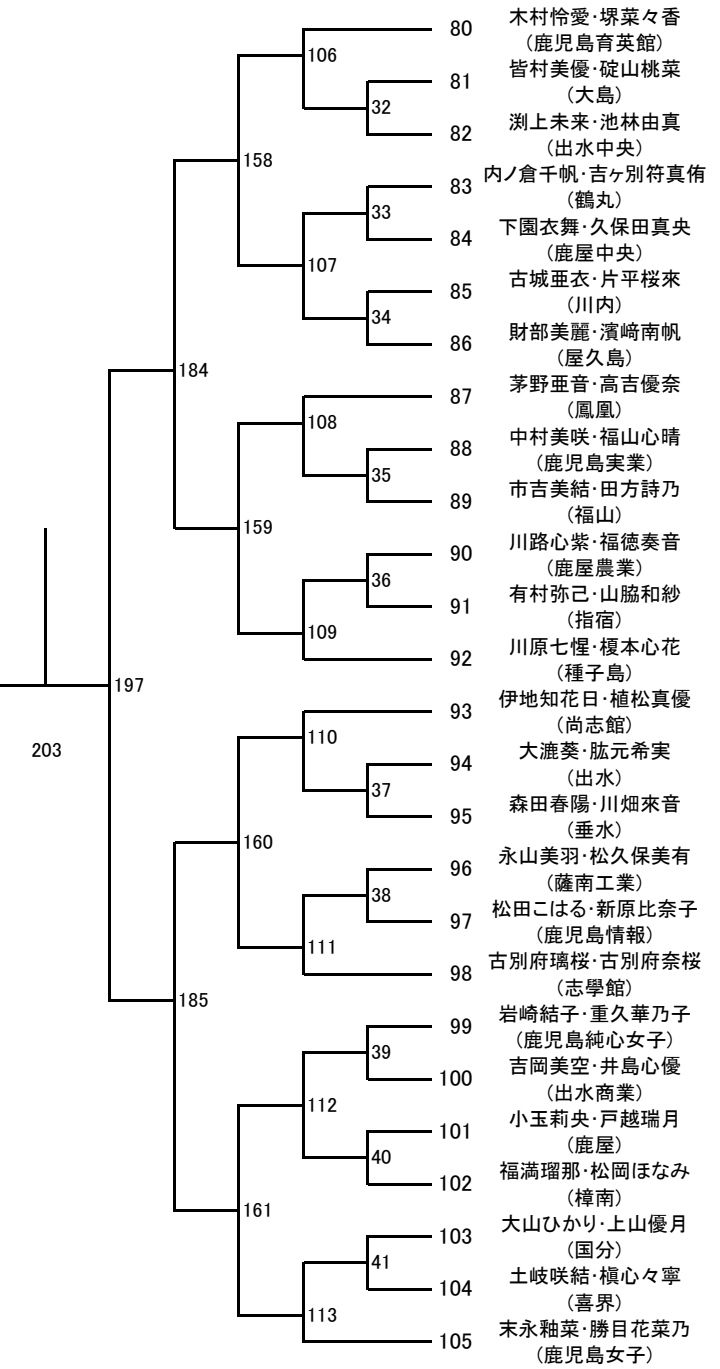 木村怜愛・堺菜々香
80
（鹿児島育英館）
106
皆村美優・碇山桃菜
81
（大島）
32
渕上未来・池林由真
82
（出水中央）
158
内ノ倉千帆・吉ヶ別符真侑
83
（鶴丸）
33
下園衣舞・久保田真央
84
（鹿屋中央）
107
古城亜衣・片平桜來
85
（川内）
34
財部美麗・濱﨑南帆
86
（屋久島）
184
茅野亜音・高吉優奈
87
（鳳凰）
108
中村美咲・福山心晴
88
（鹿児島実業）
35
市吉美結・田方詩乃
89
（福山）
159
川路心紫・福徳奏音
90
（鹿屋農業）
36
有村弥己・山脇和紗
91
（指宿）
109
川原七惺・榎本心花
92
（種子島）
197
伊地知花日・植松真優
93
（尚志館）
110
203
大漉葵・肱元希実
94
（出水）
37
森田春陽・川畑來音
95
（垂水）
160
永山美羽・松久保美有
96
（薩南工業）
38
松田こはる・新原比奈子
97
（鹿児島情報）
111
古別府璃桜・古別府奈桜
98
（志學館）
185
岩崎結子・重久華乃子
99
（鹿児島純心女子）
39
吉岡美空・井島心優
100
（出水商業）
112
小玉莉央・戸越瑞月
101
（鹿屋）
40
福満瑠那・松岡ほなみ
102
（樟南）
161
大山ひかり・上山優月
103
（国分）
41
土岐咲結・槇心々寧
104
（喜界）
113
末永釉菜・勝目花菜乃
105
（鹿児島女子）